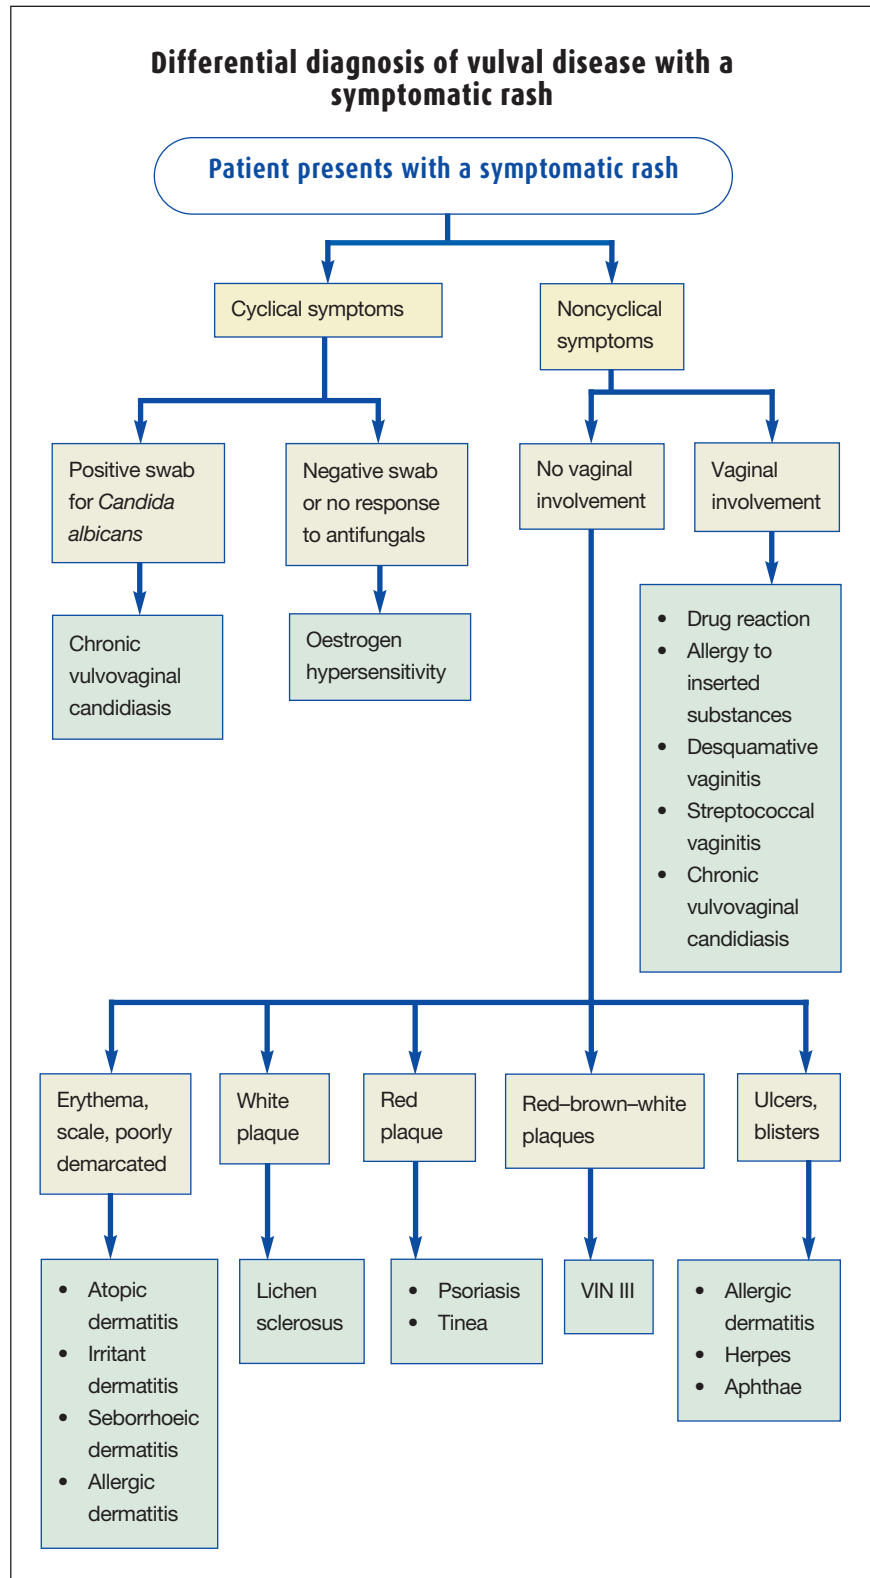 Differential diagnosis of vulval disease with a
symptomatic rash
Patient presents with a symptomatic rash
Cyclical symptoms
Noncyclical
symptoms
Positive swab
for Candida
albicans
Negative swab
or no response
to antifungals
No vaginal
involvement
Vaginal
involvement
Chronic
vulvovaginal
candidiasis
Oestrogen
hypersensitivity
• Drug reaction
• Allergy to
inserted
substances
• Desquamative
vaginitis
• Streptococcal
vaginitis
• Chronic
vulvovaginal
candidiasis
Erythema,
scale, poorly
demarcated
White
plaque
Red
plaque
Red–brown–white
plaques
Ulcers,
blisters
• Atopic
dermatitis
• Irritant
dermatitis
• Seborrhoeic
dermatitis
• Allergic
dermatitis
Lichen
sclerosus
• Psoriasis
• Tinea
VIN III
• Allergic
dermatitis
• Herpes
• Aphthae